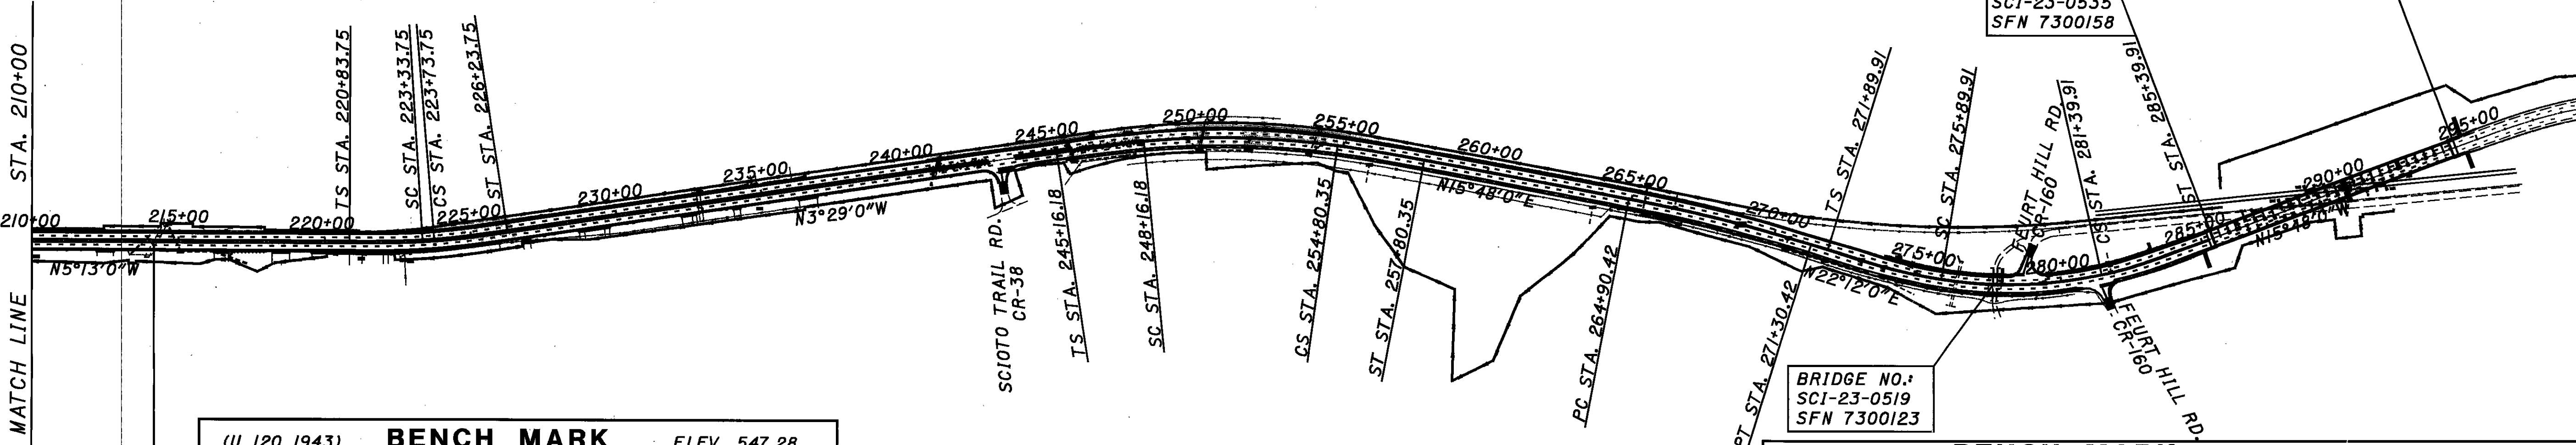 MATCH LINE STA. 210+00
210+00
215+00
220+00
225+00
230+00
235+00
240+00
245+00
250+00
255+00
260+00
265+00
270+00
275+00
280+00
285+00
290+00
295+00
N5°13'0"W
TS STA. 220+83.75
SC STA. 223+33.75
CS STA. 223+73.75
ST STA. 226+23.75
N3°29'0"W
SCIOTO TRAIL RD.
CR-38
TS STA. 245+16.18
SC STA. 248+16.18
CS STA. 254+80.35
ST STA. 257+80.35
N15°48'0"E
PC STA. 264+90.42
PT STA. 271+30.42
TS STA. 271+89.91
N22°12'0"E
SC STA. 275+89.91
FEURT HILL RD.
CR-160
CS STA. 281+39.91
ST STA. 285+39.91
N15°48'0"W
FEURT HILL RD.
CR-160
SCI-23-0535
SFN 7300158
BRIDGE NO.:
SCI-23-0519
SFN 7300123
(U 120 1943) BENCH MARK ELEV. 547.28
BENCH MARK